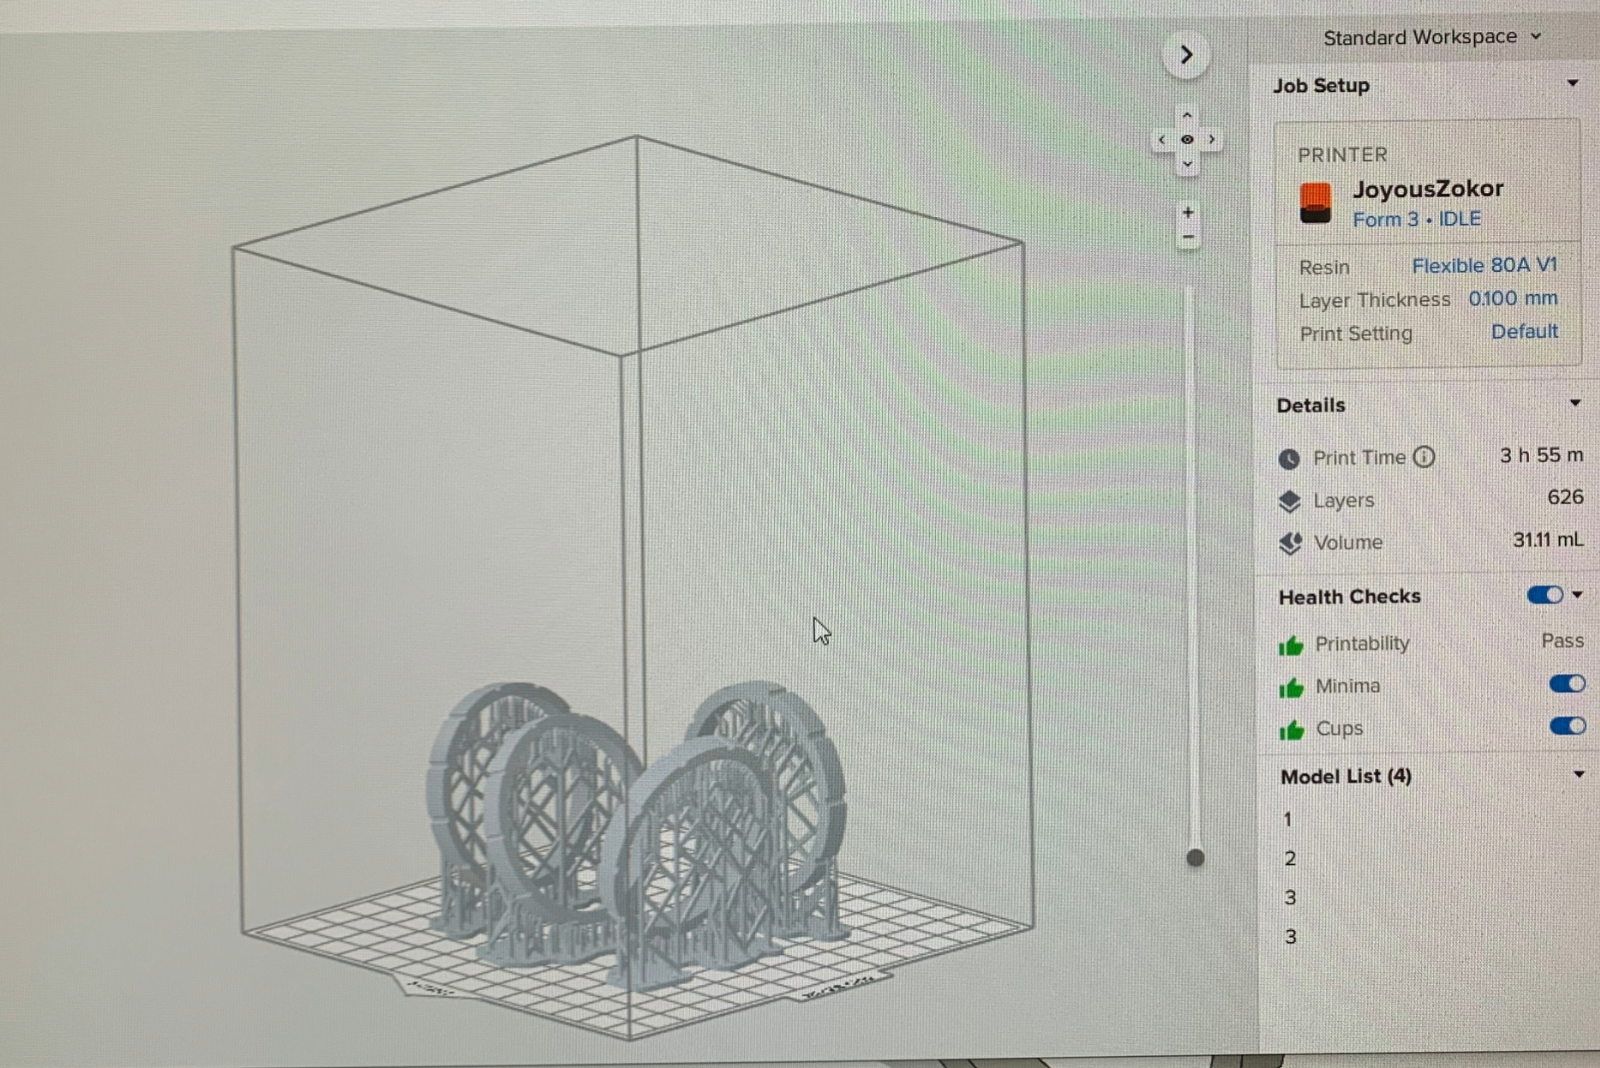 Standard Workspace
Job Setup
PRINTER
JoyousZokor
Form 3 • IDLE
Resin Flexible 80A V1
Layer Thickness 0.100 mm
Print Setting Default
Details
Print Time 3 h 55 m
Layers 626
Volume 31.11 mL
Health Checks
Printability Pass
Minima
Cups
Model List (4)
1
2
3
3